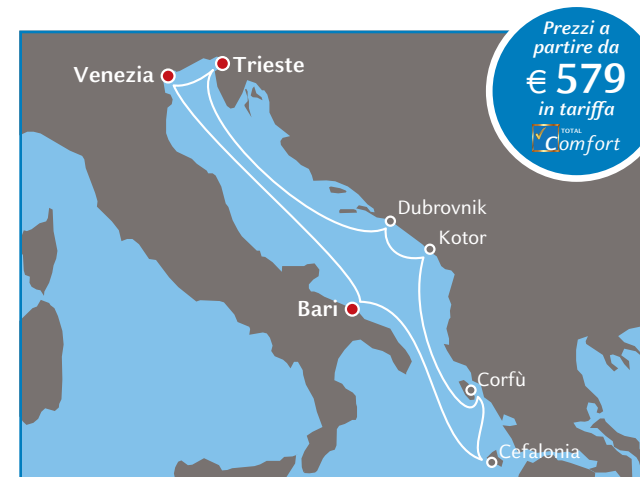 Prezzi a
partire da
€ 579
in tariffa
TOTAL
Comfort
Venezia
Trieste
Dubrovnik
Kotor
Bari
Corfù
Cefalonia